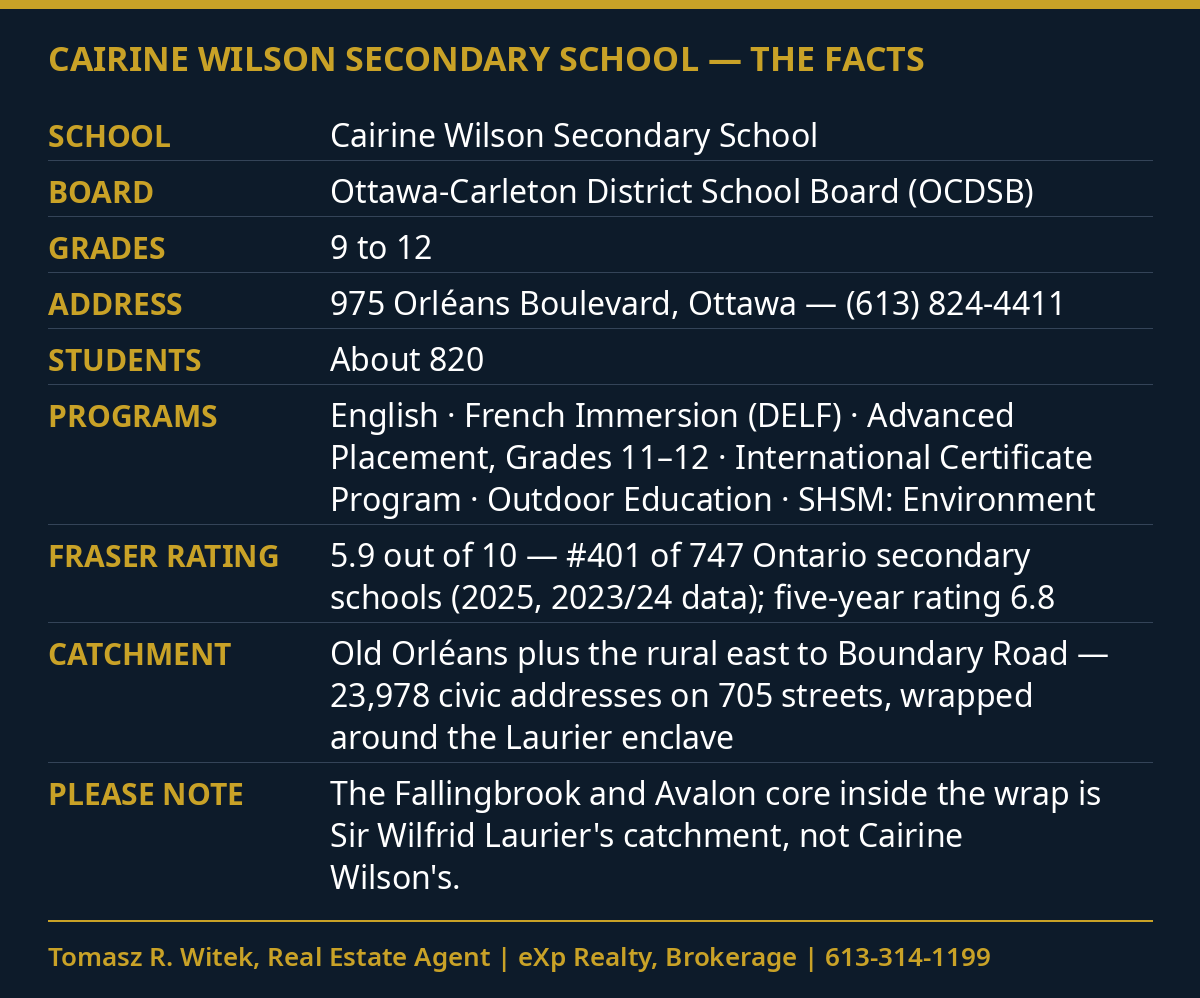 CAIRINE WILSON SECONDARY SCHOOL — THE FACTS
SCHOOL Cairine Wilson Secondary School
BOARD Ottawa-Carleton District School Board (OCDSB)
GRADES 9 to 12
ADDRESS 975 Orléans Boulevard, Ottawa — (613) 824-4411
STUDENTS About 820
PROGRAMS English · French Immersion (DELF) · Advanced
Placement, Grades 11–12 · International Certificate
Program · Outdoor Education · SHSM: Environment
FRASER RATING 5.9 out of 10 — #401 of 747 Ontario secondary
schools (2025, 2023/24 data); five-year rating 6.8
CATCHMENT Old Orléans plus the rural east to Boundary Road —
23,978 civic addresses on 705 streets, wrapped
around the Laurier enclave
PLEASE NOTE The Fallingbrook and Avalon core inside the wrap is
Sir Wilfrid Laurier's catchment, not Cairine
Wilson's.
Tomasz R. Witek, Real Estate Agent | eXp Realty, Brokerage | 613-314-1199